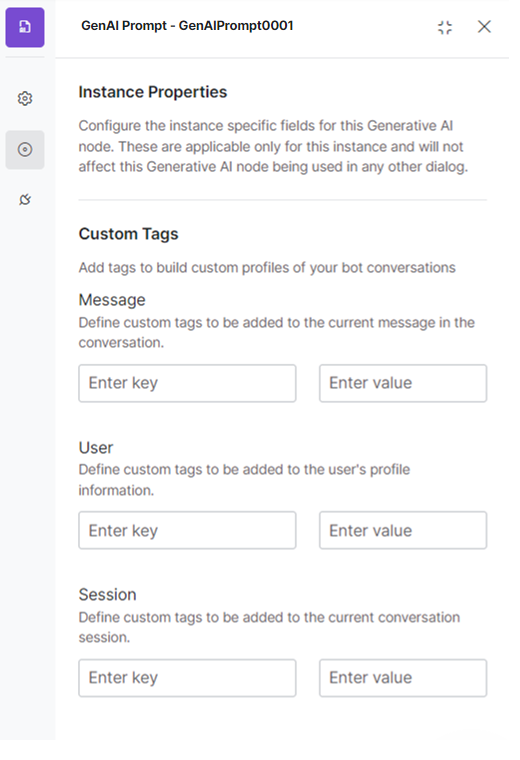 GenAI Prompt - GenAIPrompt0001
Instance Properties
Configure the instance specific fields for this Generative AI
node. These are applicable only for this instance and will not
affect this Generative AI node being used in any other dialog.
Custom Tags
Add tags to build custom profiles of your bot conversations
Message
Define custom tags to be added to the current message in the
conversation.
Enter key Enter value
User
Define custom tags to be added to the user's profile
information.
Enter key Enter value
Session
Define custom tags to be added to the current conversation
session.
Enter key Enter value